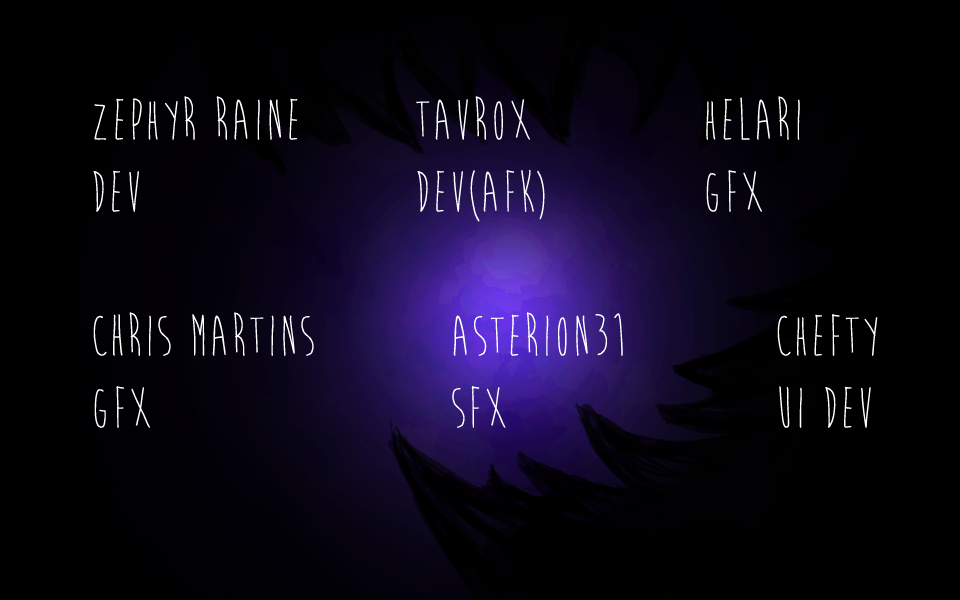 ZEPHYR RAINE
DEV
TAVROX
DEV(AFK)
HELARI
GFX
CHRIS MARTINS
GFX
ASTERION31
SFX
CHEFTY
UI DEV